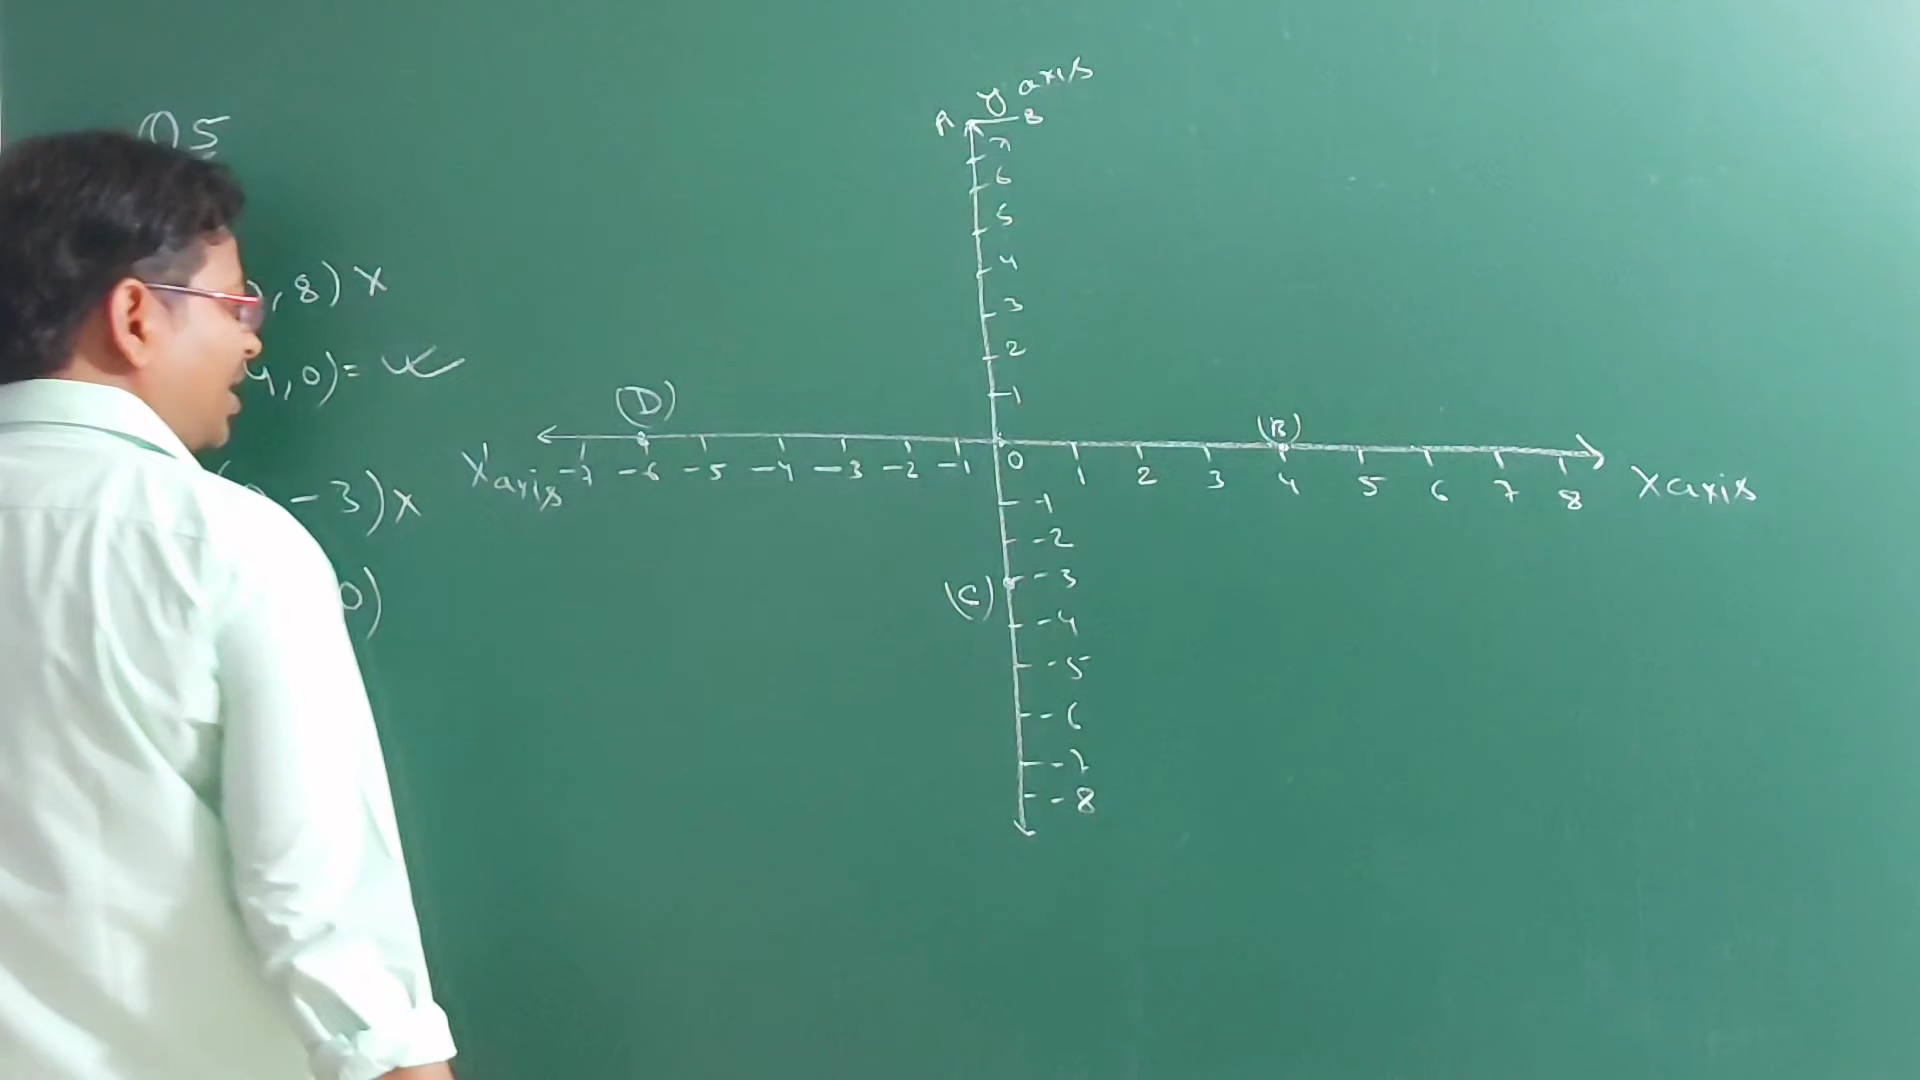 Q5
, 8) X
4, 0) =
- 3) X
0)
Y axis
A 8
7
6
5
4
3
2
1
(D) (B)
X' axis -7 -6 -5 -4 -3 -2 -1 0 1 2 3 4 5 6 7 8 X axis
-1
-2
(C) -3
-4
-5
-6
-7
-8